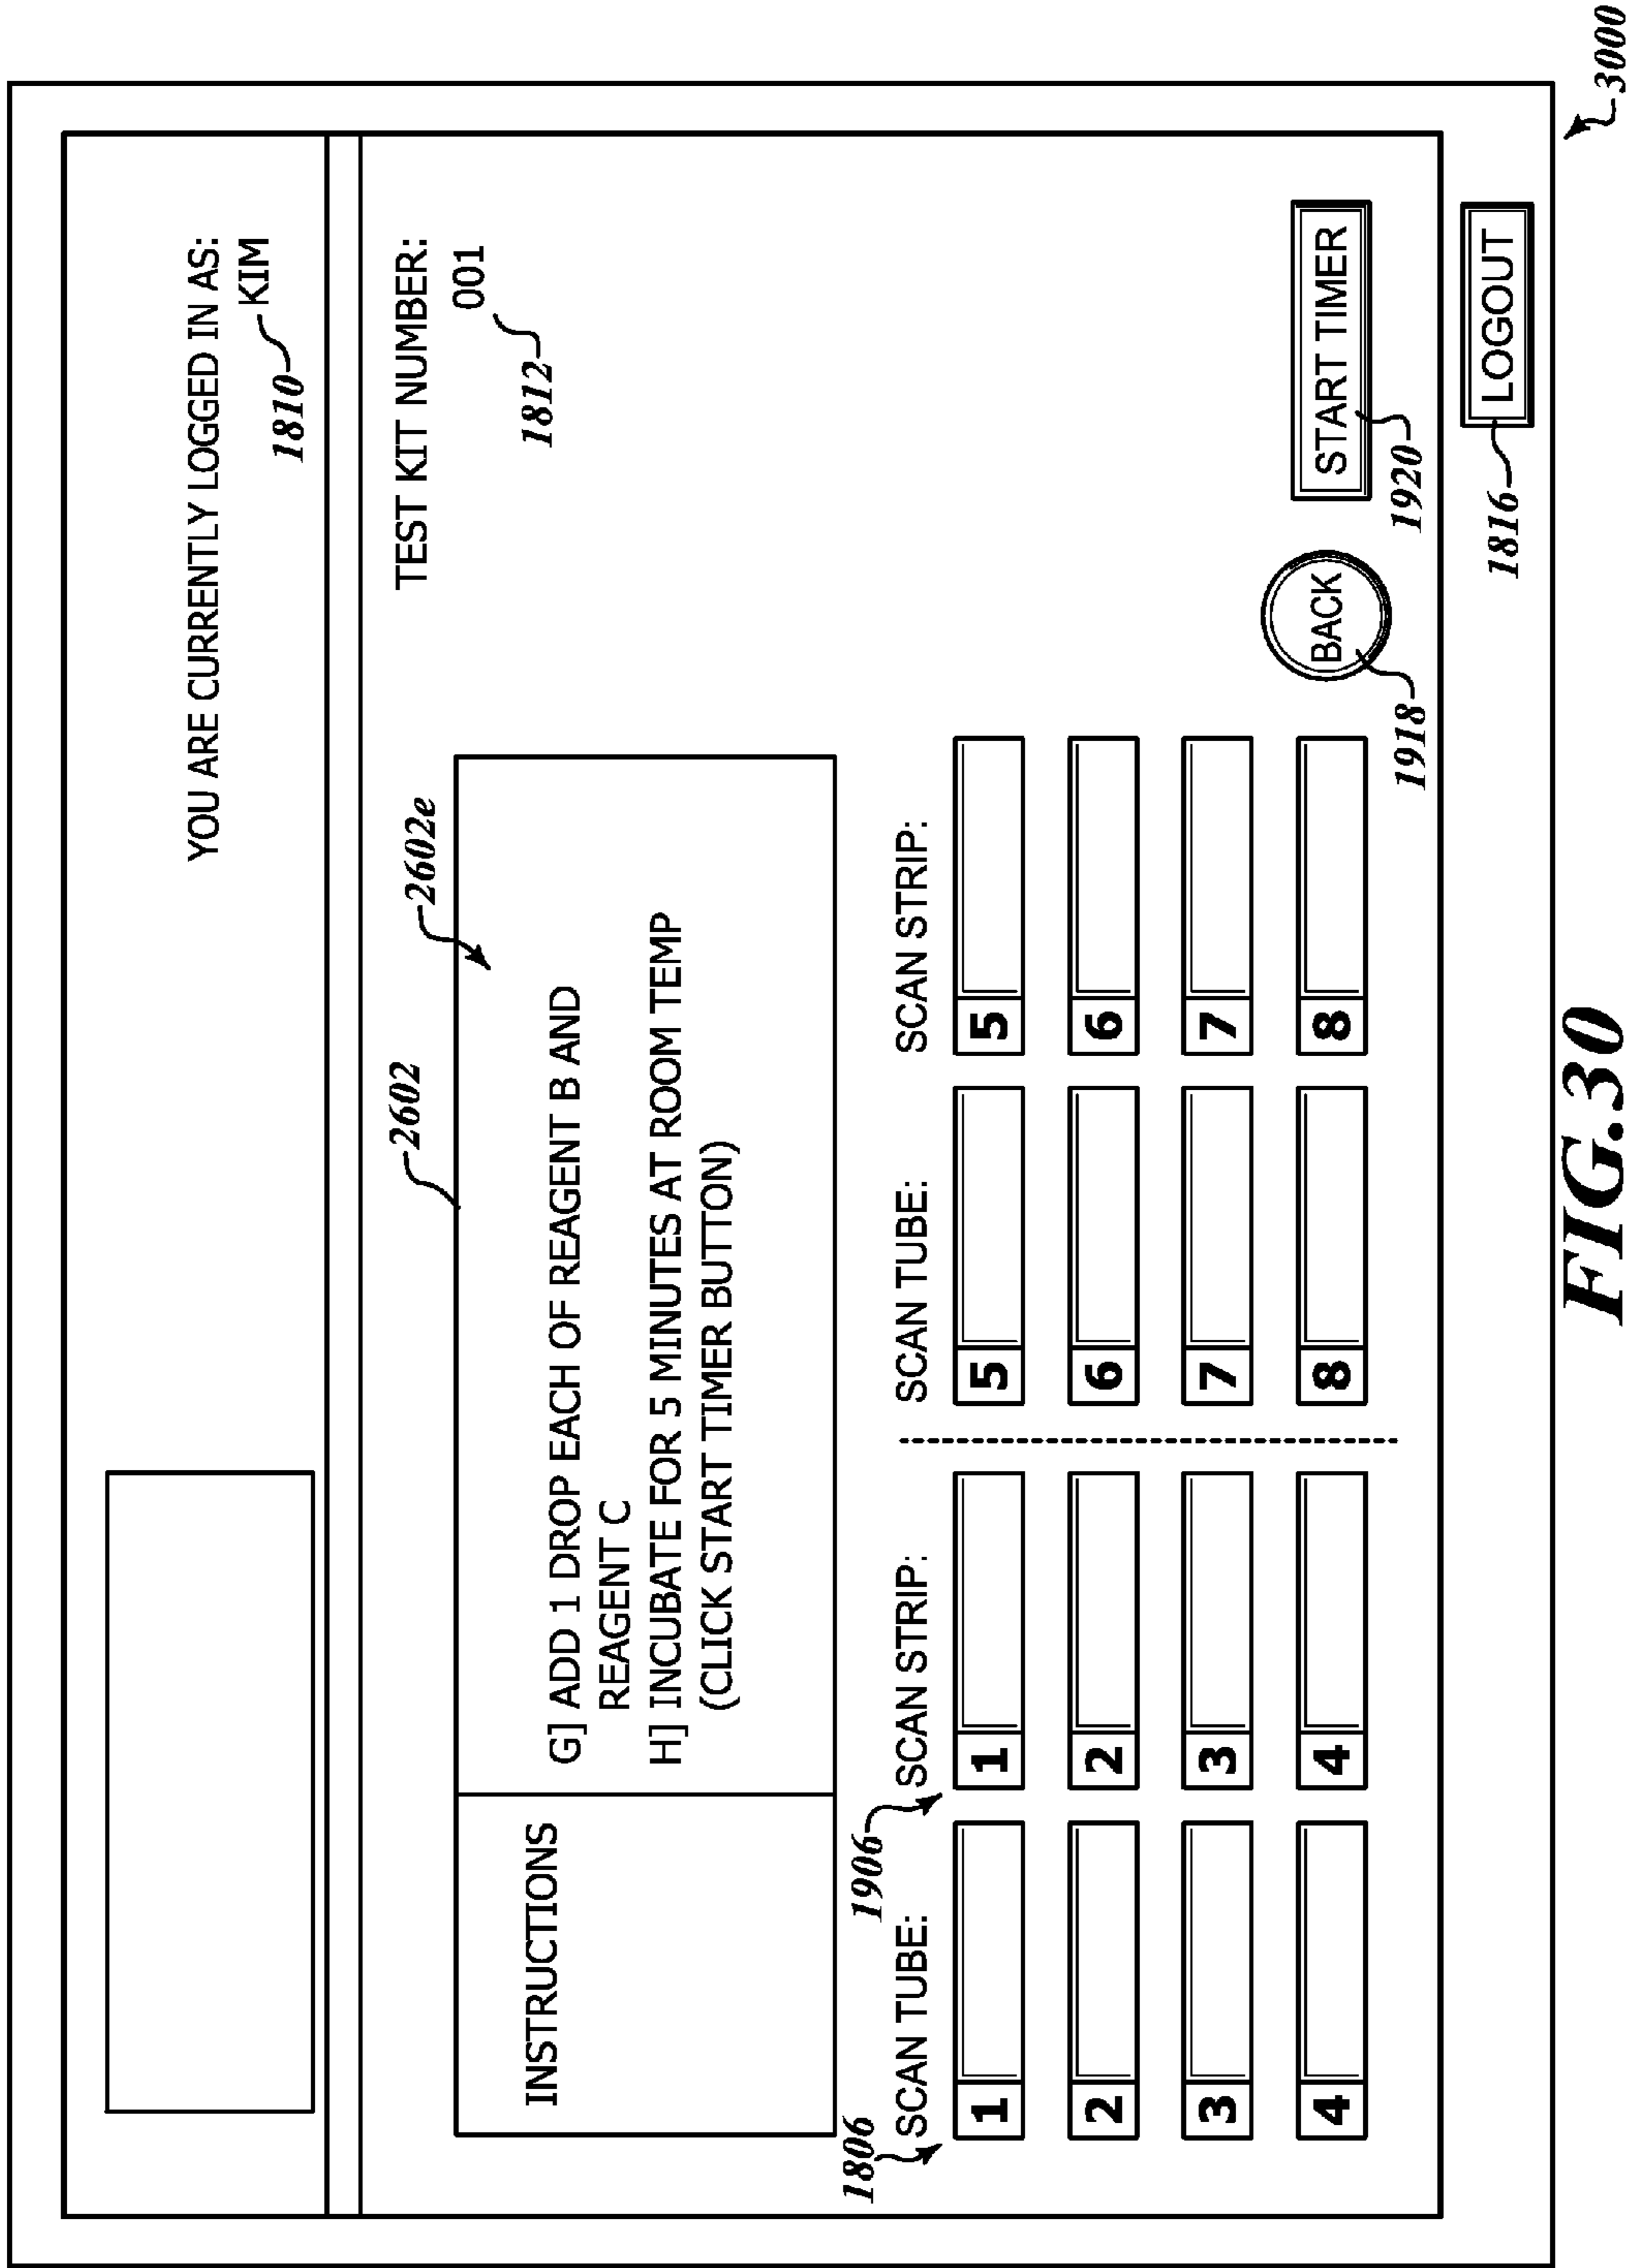 YOU ARE CURRENTLY LOGGED IN AS:
KIM
1810
TEST KIT NUMBER:
001
1812
2602
2602e
INSTRUCTIONS
G] ADD 1 DROP EACH OF REAGENT B AND
REAGENT C
H] INCUBATE FOR 5 MINUTES AT ROOM TEMP
(CLICK START TIMER BUTTON)
1806
1906
SCAN TUBE: SCAN STRIP: SCAN TUBE: SCAN STRIP:
1 1 5 5
2 2 6 6
3 3 7 7
4 4 8 8
BACK
1918
START TIMER
1920
LOGOUT
1816
3000
FIG.30